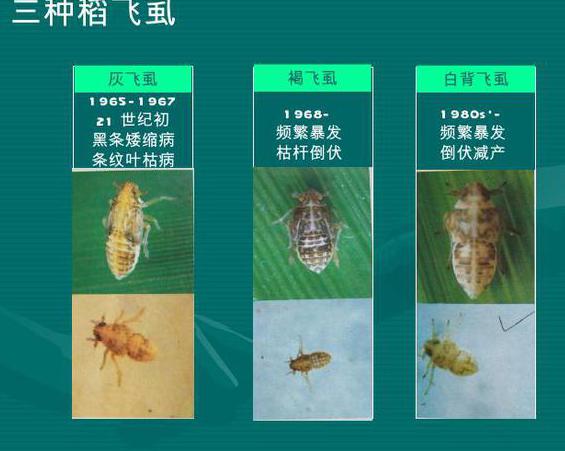 三种稻飞虱
灰飞虱
1965-1967
21 世纪初
黑条矮缩病
条纹叶枯病
褐飞虱
1968-
频繁暴发
枯杆倒伏
白背飞虱
1980s'-
频繁暴发
倒伏减产